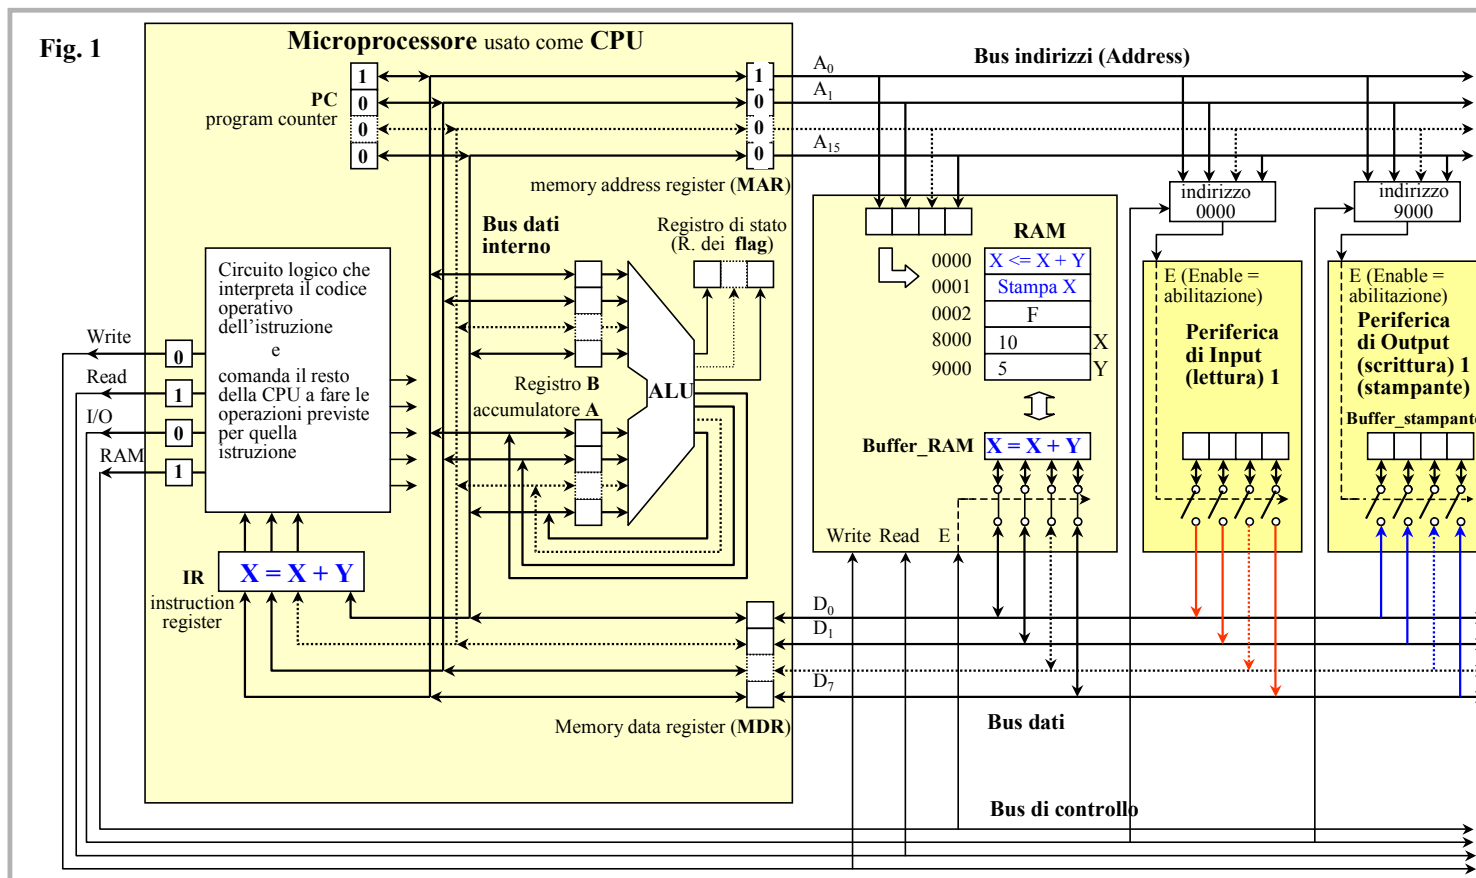 Fig. 1
Microprocessore usato come CPU
PC
program counter
1
0
0
0
1
0
0
0
memory address register (MAR)
A0
A1
A15
Bus indirizzi (Address)
Bus dati
interno
Registro di stato
(R. dei flag)
Circuito logico che
interpreta il codice
operativo
dell'istruzione
e
comanda il resto
della CPU a fare le
operazioni previste
per quella
istruzione
Write
0
Read
1
I/O
0
RAM
1
Registro B
accumulatore A
ALU
IR
instruction
register
X = X + Y
Memory data register (MDR)
RAM
0000 X <= X + Y
0001 Stampa X
0002 F
8000 10 X
9000 5 Y
Buffer_RAM
X = X + Y
Write Read E
indirizzo
0000
E (Enable =
abilitazione)
Periferica
di Input
(lettura) 1
indirizzo
9000
E (Enable =
abilitazione)
Periferica
di Output
(scrittura) 1
(stampante)
Buffer_stampante
D0
D1
D7
Bus dati
Bus di controllo